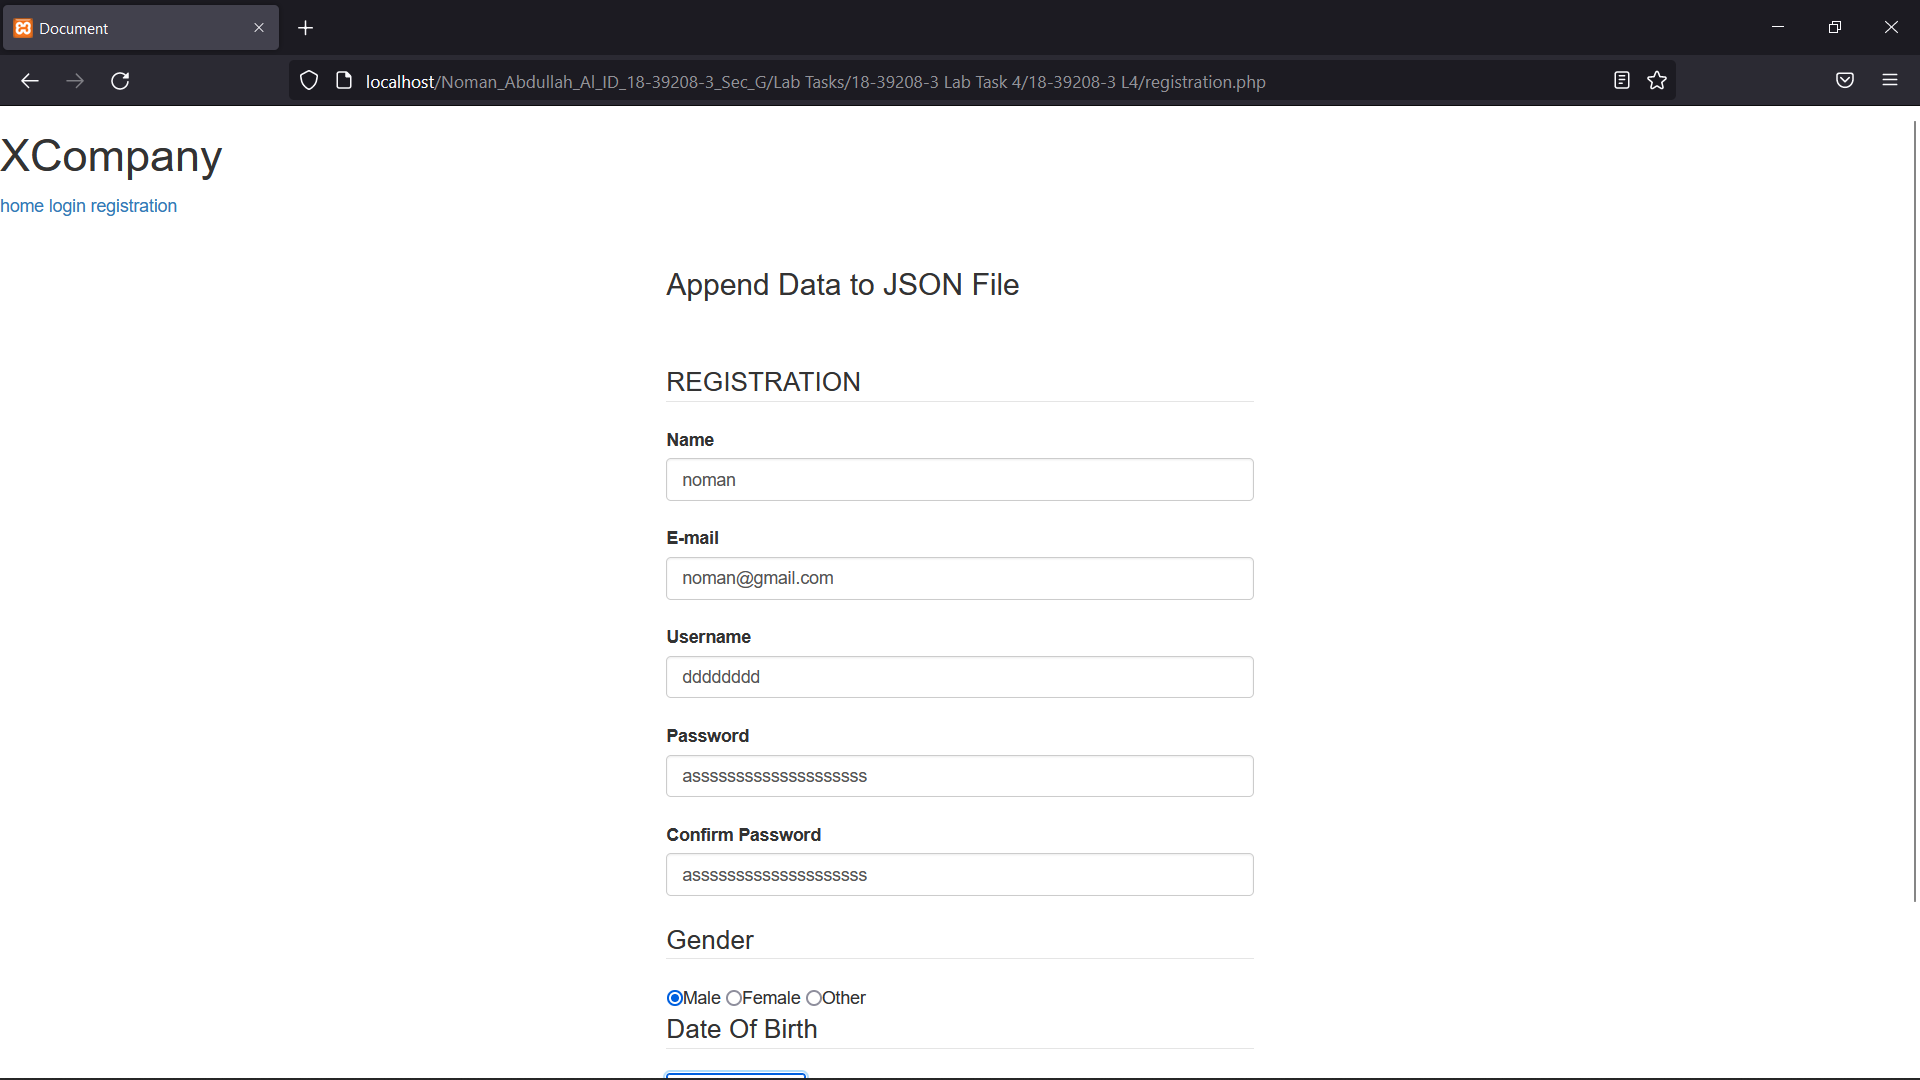 Document
localhost/Noman_Abdullah_Al_ID_18-39208-3_Sec_G/Lab Tasks/18-39208-3 Lab Task 4/18-39208-3 L4/registration.php
XCompany
home login registration
Append Data to JSON File
REGISTRATION
Name
noman
E-mail
noman@gmail.com
Username
dddddddd
Password
asssssssssssssssssssss
Confirm Password
asssssssssssssssssssss
Gender
Male Female Other
Date Of Birth